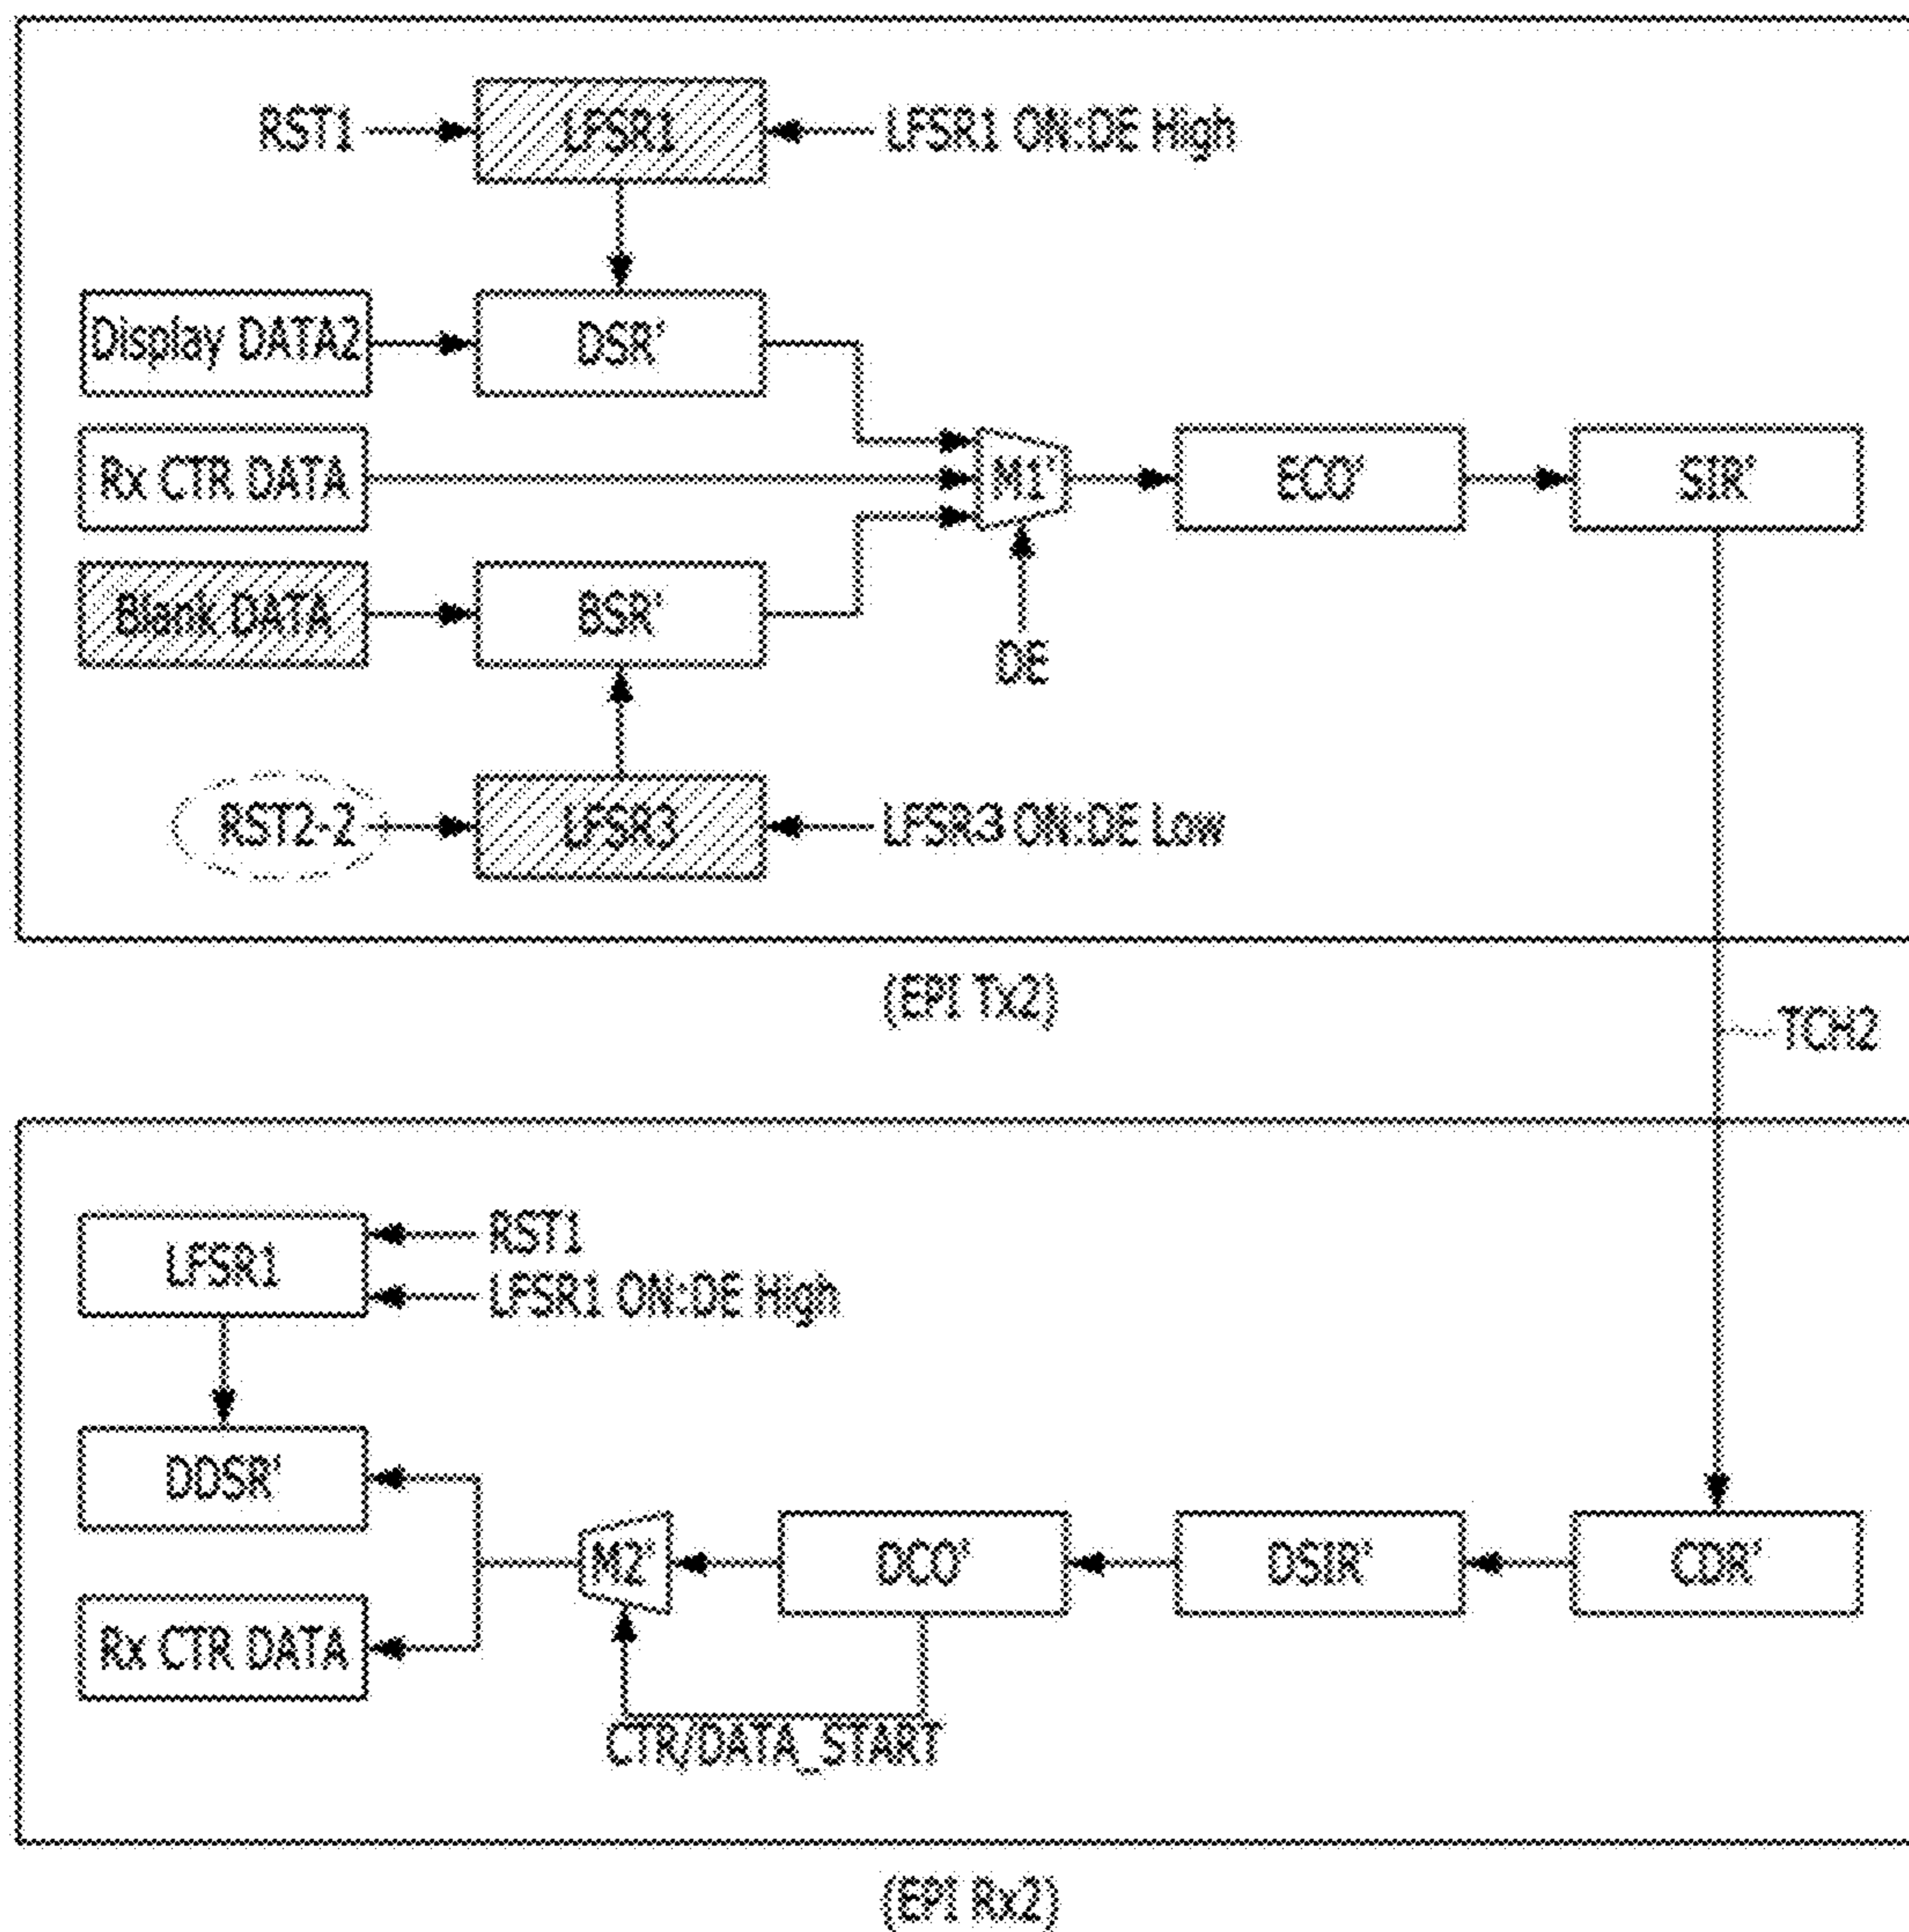 RST1
LFSR1
LFSR1 ON:DE High
Display DATA2
DSR'
Rx CTR DATA
M1'
ECO'
SIR'
Blank DATA
BSR'
DE
RST2-2
LFSR3
LFSR3 ON:DE Low
(EPI Tx2)
TCH2
LFSR1
RST1
LFSR1 ON:DE High
DDSR'
M2'
DCO'
DSIR'
CDR'
Rx CTR DATA
CTR/DATA_START
(EPI Rx2)